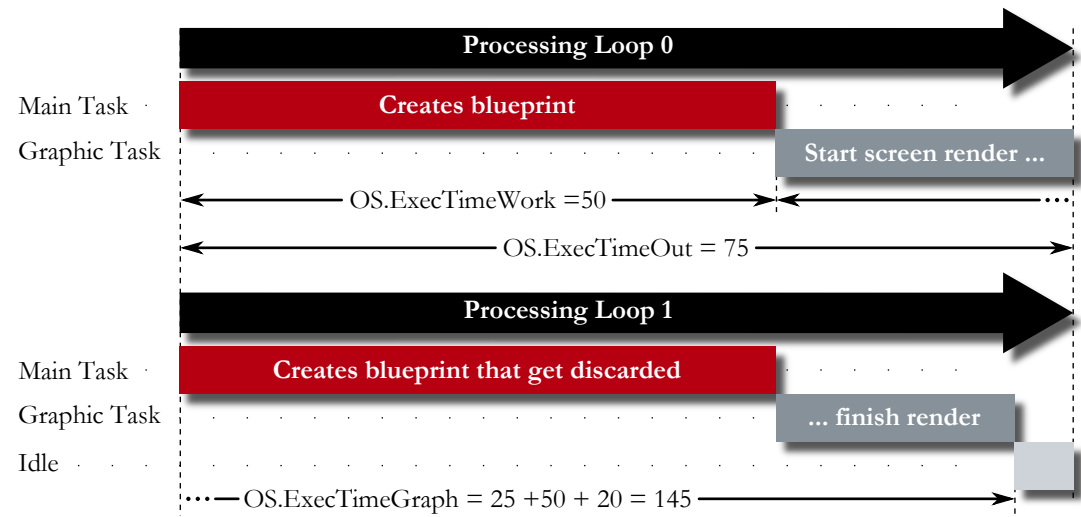 Processing Loop 0
Main Task
Creates blueprint
Graphic Task
Start screen render ...
OS.ExecTimeWork =50
...
OS.ExecTimeOut = 75
Processing Loop 1
Main Task
Creates blueprint that get discarded
Graphic Task
... finish render
Idle
... OS.ExecTimeGraph = 25 +50 + 20 = 145